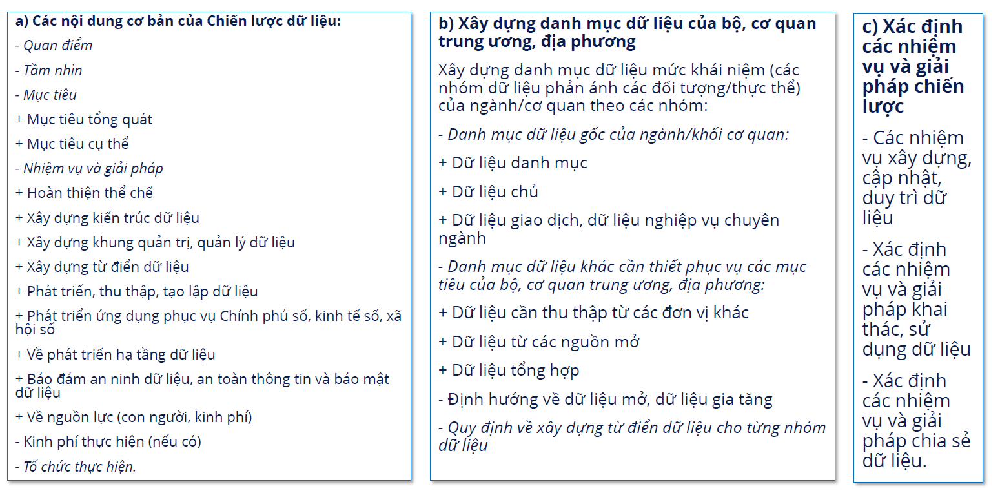 a) Các nội dung cơ bản của Chiến lược dữ liệu:
- Quan điểm
- Tầm nhìn
- Mục tiêu
+ Mục tiêu tổng quát
+ Mục tiêu cụ thể
- Nhiệm vụ và giải pháp
+ Hoàn thiện thể chế
+ Xây dựng kiến trúc dữ liệu
+ Xây dựng khung quản trị, quản lý dữ liệu
+ Xây dựng từ điển dữ liệu
+ Phát triển, thu thập, tạo lập dữ liệu
+ Phát triển ứng dụng phục vụ Chính phủ số, kinh tế số, xã
hội số
+ Về phát triển hạ tầng dữ liệu
+ Bảo đảm an ninh dữ liệu, an toàn thông tin và bảo mật
dữ liệu
+ Về nguồn lực (con người, kinh phí)
- Kinh phí thực hiện (nếu có)
- Tổ chức thực hiện.
b) Xây dựng danh mục dữ liệu của bộ, cơ quan
trung ương, địa phương
Xây dựng danh mục dữ liệu mức khái niệm (các
nhóm dữ liệu phản ánh các đối tượng/thực thể)
của ngành/cơ quan theo các nhóm:
- Danh mục dữ liệu gốc của ngành/khối cơ quan:
+ Dữ liệu danh mục
+ Dữ liệu chủ
+ Dữ liệu giao dịch, dữ liệu nghiệp vụ chuyên
ngành
- Danh mục dữ liệu khác cần thiết phục vụ các mục
tiêu của bộ, cơ quan trung ương, địa phương:
+ Dữ liệu cần thu thập từ các đơn vị khác
+ Dữ liệu từ các nguồn mở
+ Dữ liệu tổng hợp
- Định hướng về dữ liệu mở, dữ liệu gia tăng
- Quy định về xây dựng từ điển dữ liệu cho từng nhóm
dữ liệu
c) Xác định
các nhiệm
vụ và giải
pháp chiến
lược
- Các nhiệm
vụ xây dựng,
cập nhật,
duy trì dữ
liệu
- Xác định
các nhiệm
vụ và giải
pháp khai
thác, sử
dụng dữ liệu
- Xác định
các nhiệm
vụ và giải
pháp chia sẻ
dữ liệu.